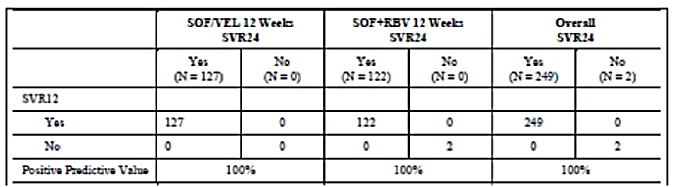 SOF/VEL 12 Weeks SOF+RBV 12 Weeks Overall
SVR24 SVR24 SVR24
Yes No Yes No Yes No
(N = 127) (N = 0) (N = 122) (N = 0) (N = 249) (N = 2)
SVR12
Yes 127 0 122 0 249 0
No 0 0 0 2 0 2
Positive Predictive Value 100% 100% 100%